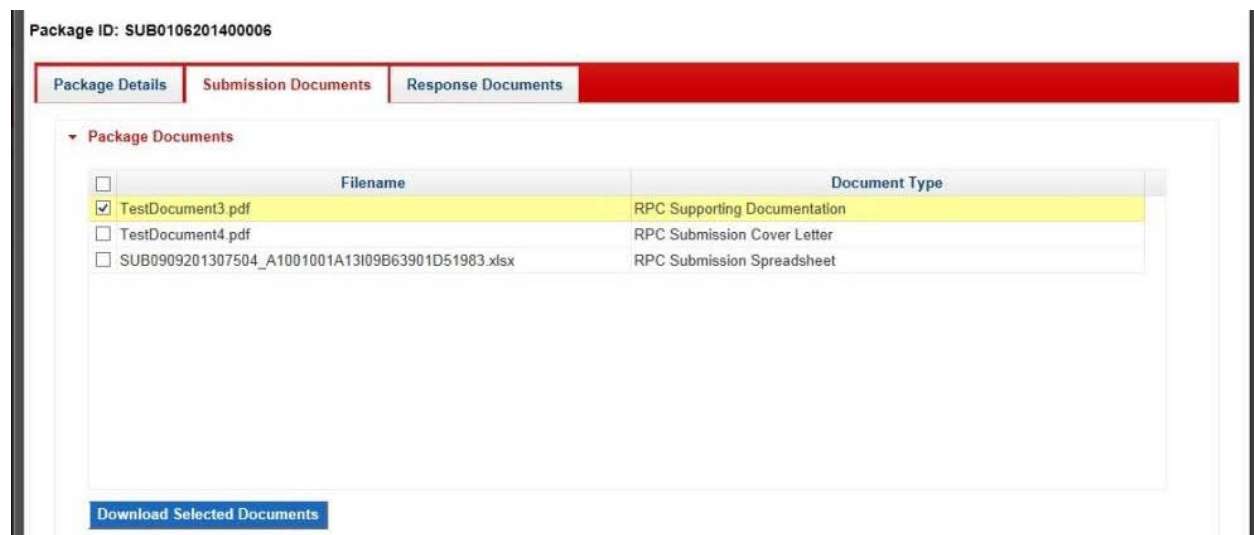 Package ID: SUB0106201400006
Package Details Submission Documents Response Documents
Package Documents
Filename Document Type
TestDocument3.pdf RPC Supporting Documentation
TestDocument4.pdf RPC Submission Cover Letter
SUB0909201307504_A1001001A13I09B63901D51983.xlsx RPC Submission Spreadsheet
Download Selected Documents